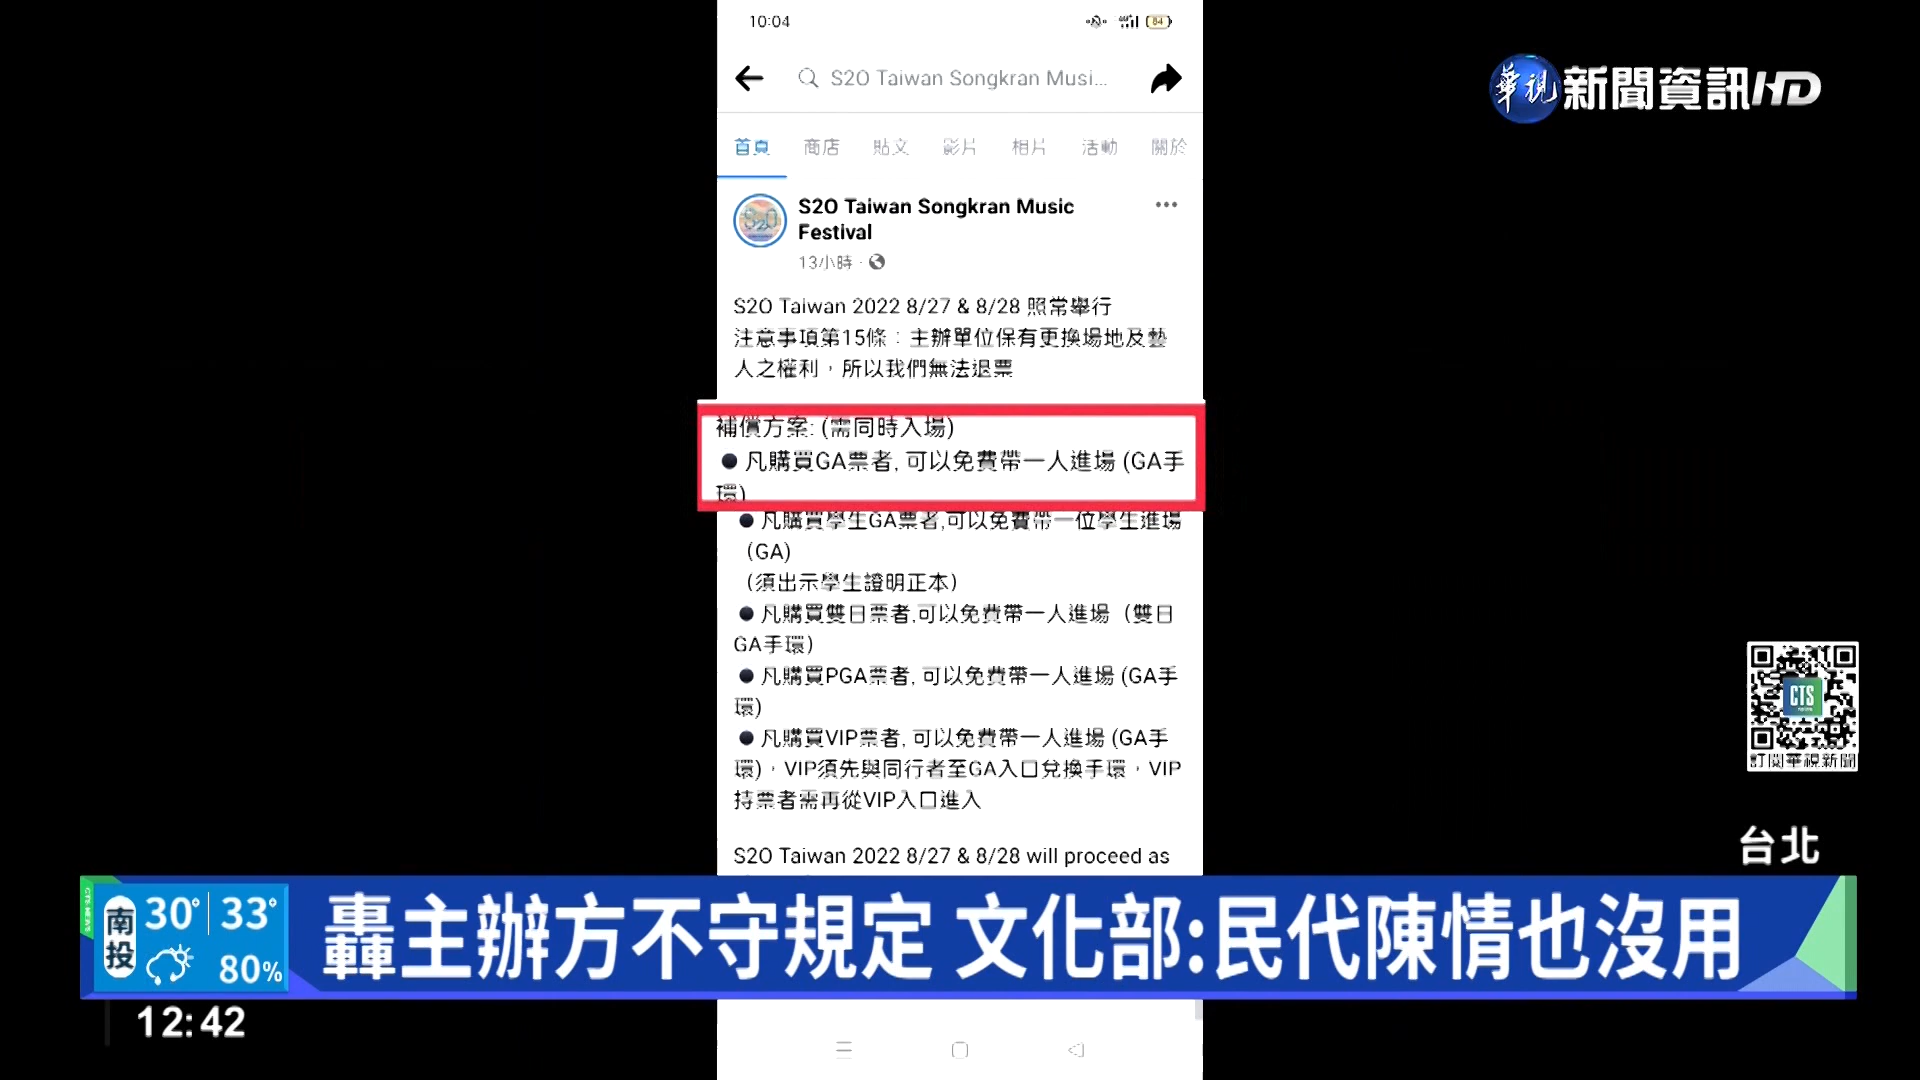 10:04
84
S2O Taiwan Songkran Musi...
首頁 商店 貼文 影片 相片 活動 關於
S2O Taiwan Songkran Music
Festival
13小時 ·
S2O Taiwan 2022 8/27 & 8/28 照常舉行
注意事項第15條：主辦單位保有更換場地及藝
人之權利，所以我們無法退票
補償方案: (需同時入場)
● 凡購買GA票者, 可以免費帶一人進場 (GA手
環)
● 凡購買學生GA票者,可以免費帶一位學生進場
（GA)
（須出示學生證明正本）
● 凡購買雙日票者,可以免費帶一人進場（雙日
GA手環）
● 凡購買PGA票者, 可以免費帶一人進場 (GA手
環)
● 凡購買VIP票者, 可以免費帶一人進場 (GA手
環)，VIP須先與同行者至GA入口兌換手環，VIP
持票者需再從VIP入口進入
S2O Taiwan 2022 8/27 & 8/28 will proceed as
華視新聞資訊HD
CTS
news
訂閱華視新聞
台北
CTS NEWS
南投
30° 33°
80%
轟主辦方不守規定 文化部:民代陳情也沒用
12:42